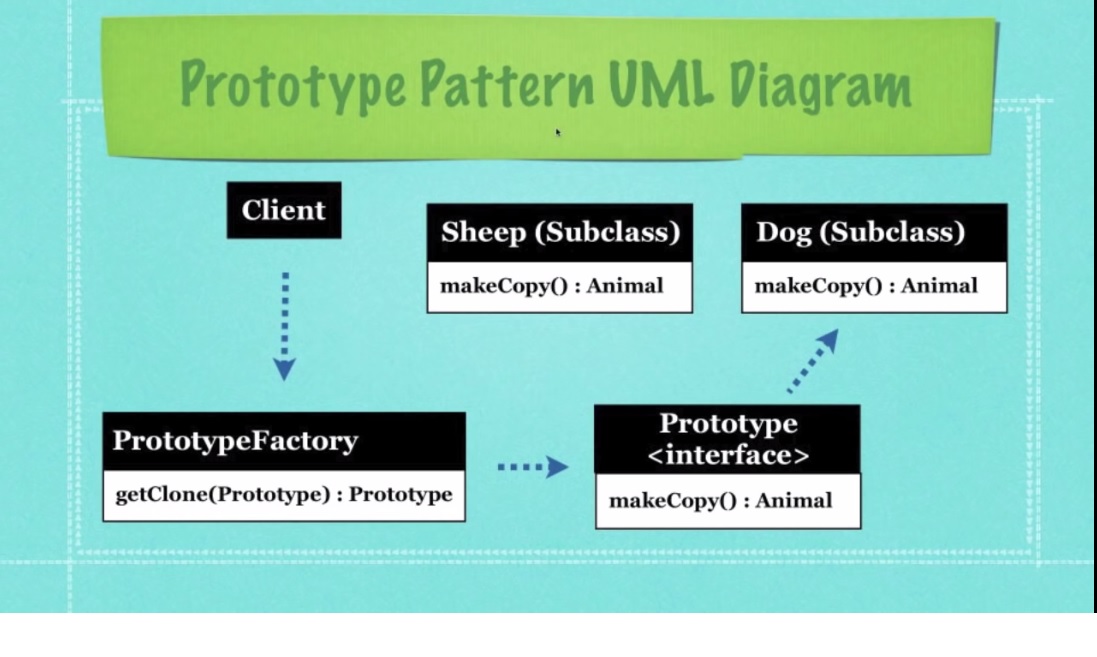 Prototype Pattern UML Diagram
Client
Sheep (Subclass)
makeCopy() : Animal
Dog (Subclass)
makeCopy() : Animal
PrototypeFactory
getClone(Prototype) : Prototype
Prototype
<interface>
makeCopy() : Animal